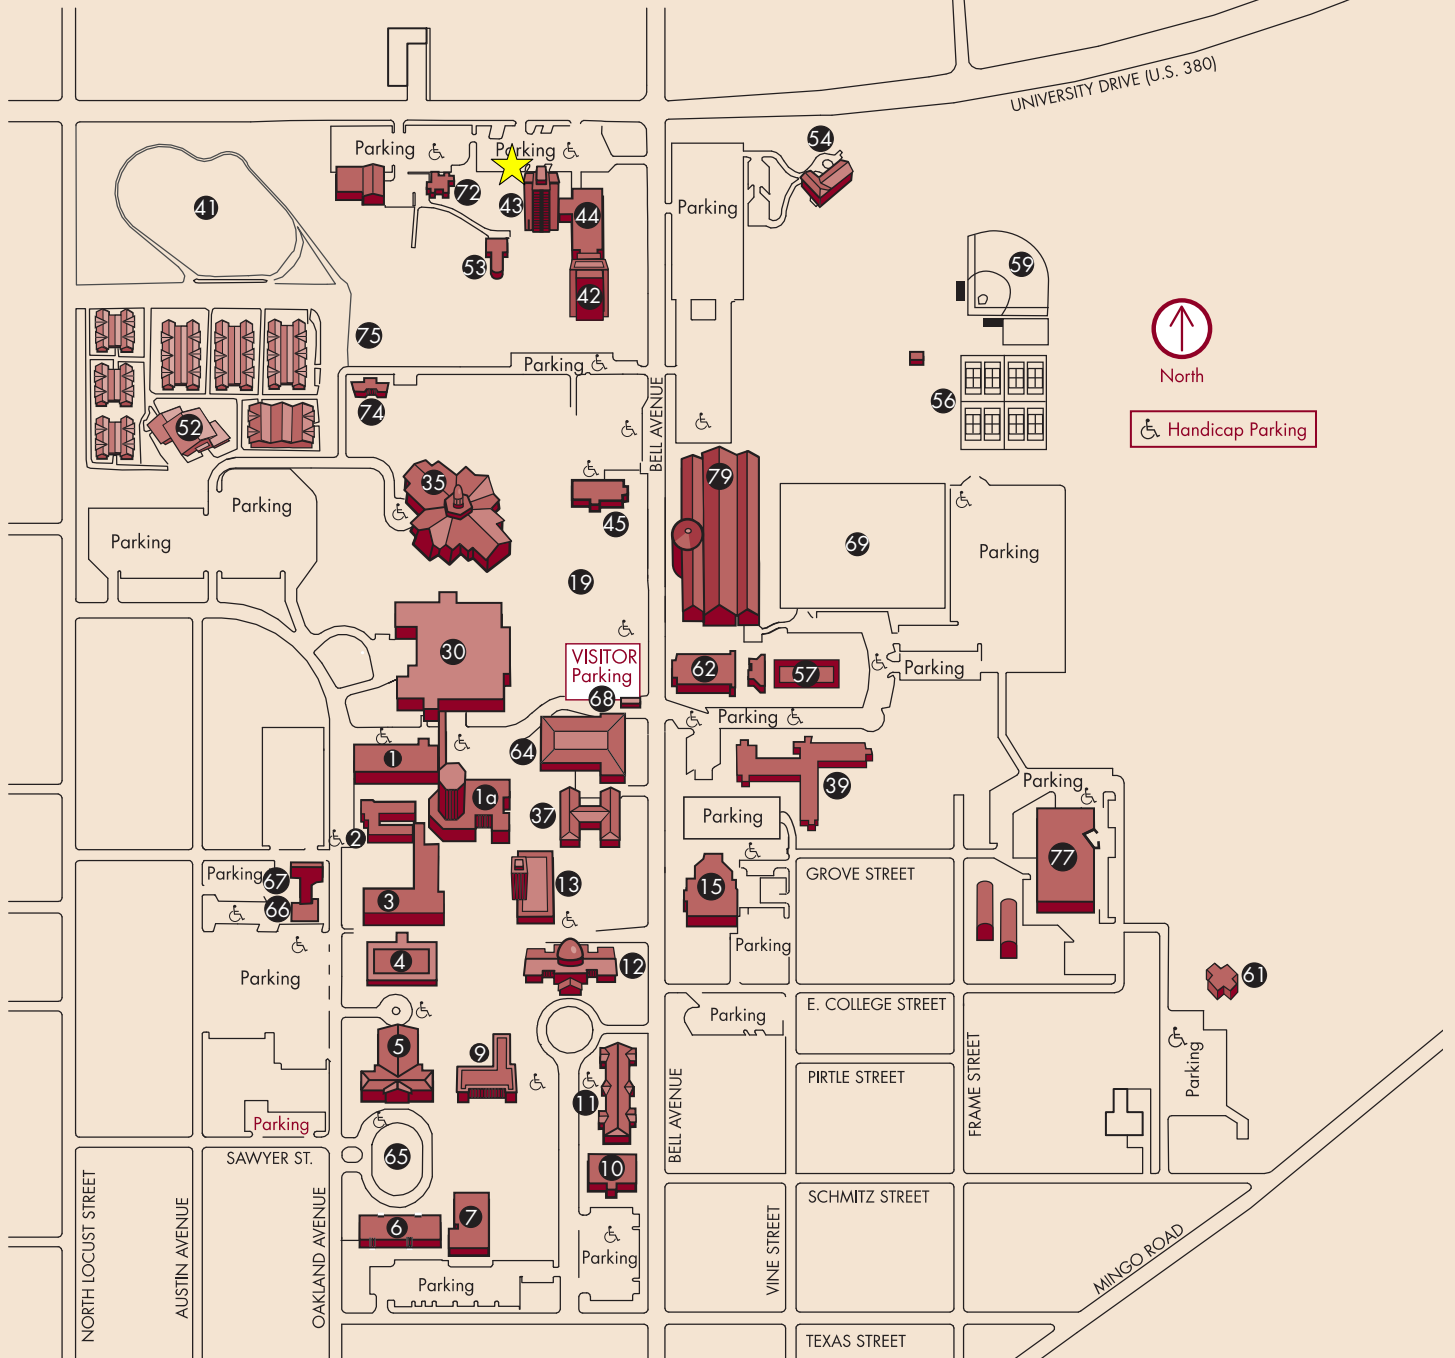 UNIVERSITY DRIVE (U.S. 380)
54
Parking
Parking
72
43
41
44
Parking
53
59
42
75
Parking
North
74
56
52
Handicap Parking
BELL AVENUE
35
79
Parking
45
Parking
69
Parking
19
30
VISITOR
Parking
68
62
57
Parking
Parking
64
1
39
Parking
1a
37
Parking
2
77
Parking
67
13
15
GROVE STREET
66
3
Parking
4
12
61
Parking
E. COLLEGE STREET
Parking
5
9
FRAME STREET
Parking
PIRTLE STREET
11
BELL AVENUE
Parking
SAWYER ST.
65
10
SCHMITZ STREET
NORTH LOCUST STREET
AUSTIN AVENUE
OAKLAND AVENUE
6
7
VINE STREET
MINGO ROAD
Parking
Parking
TEXAS STREET